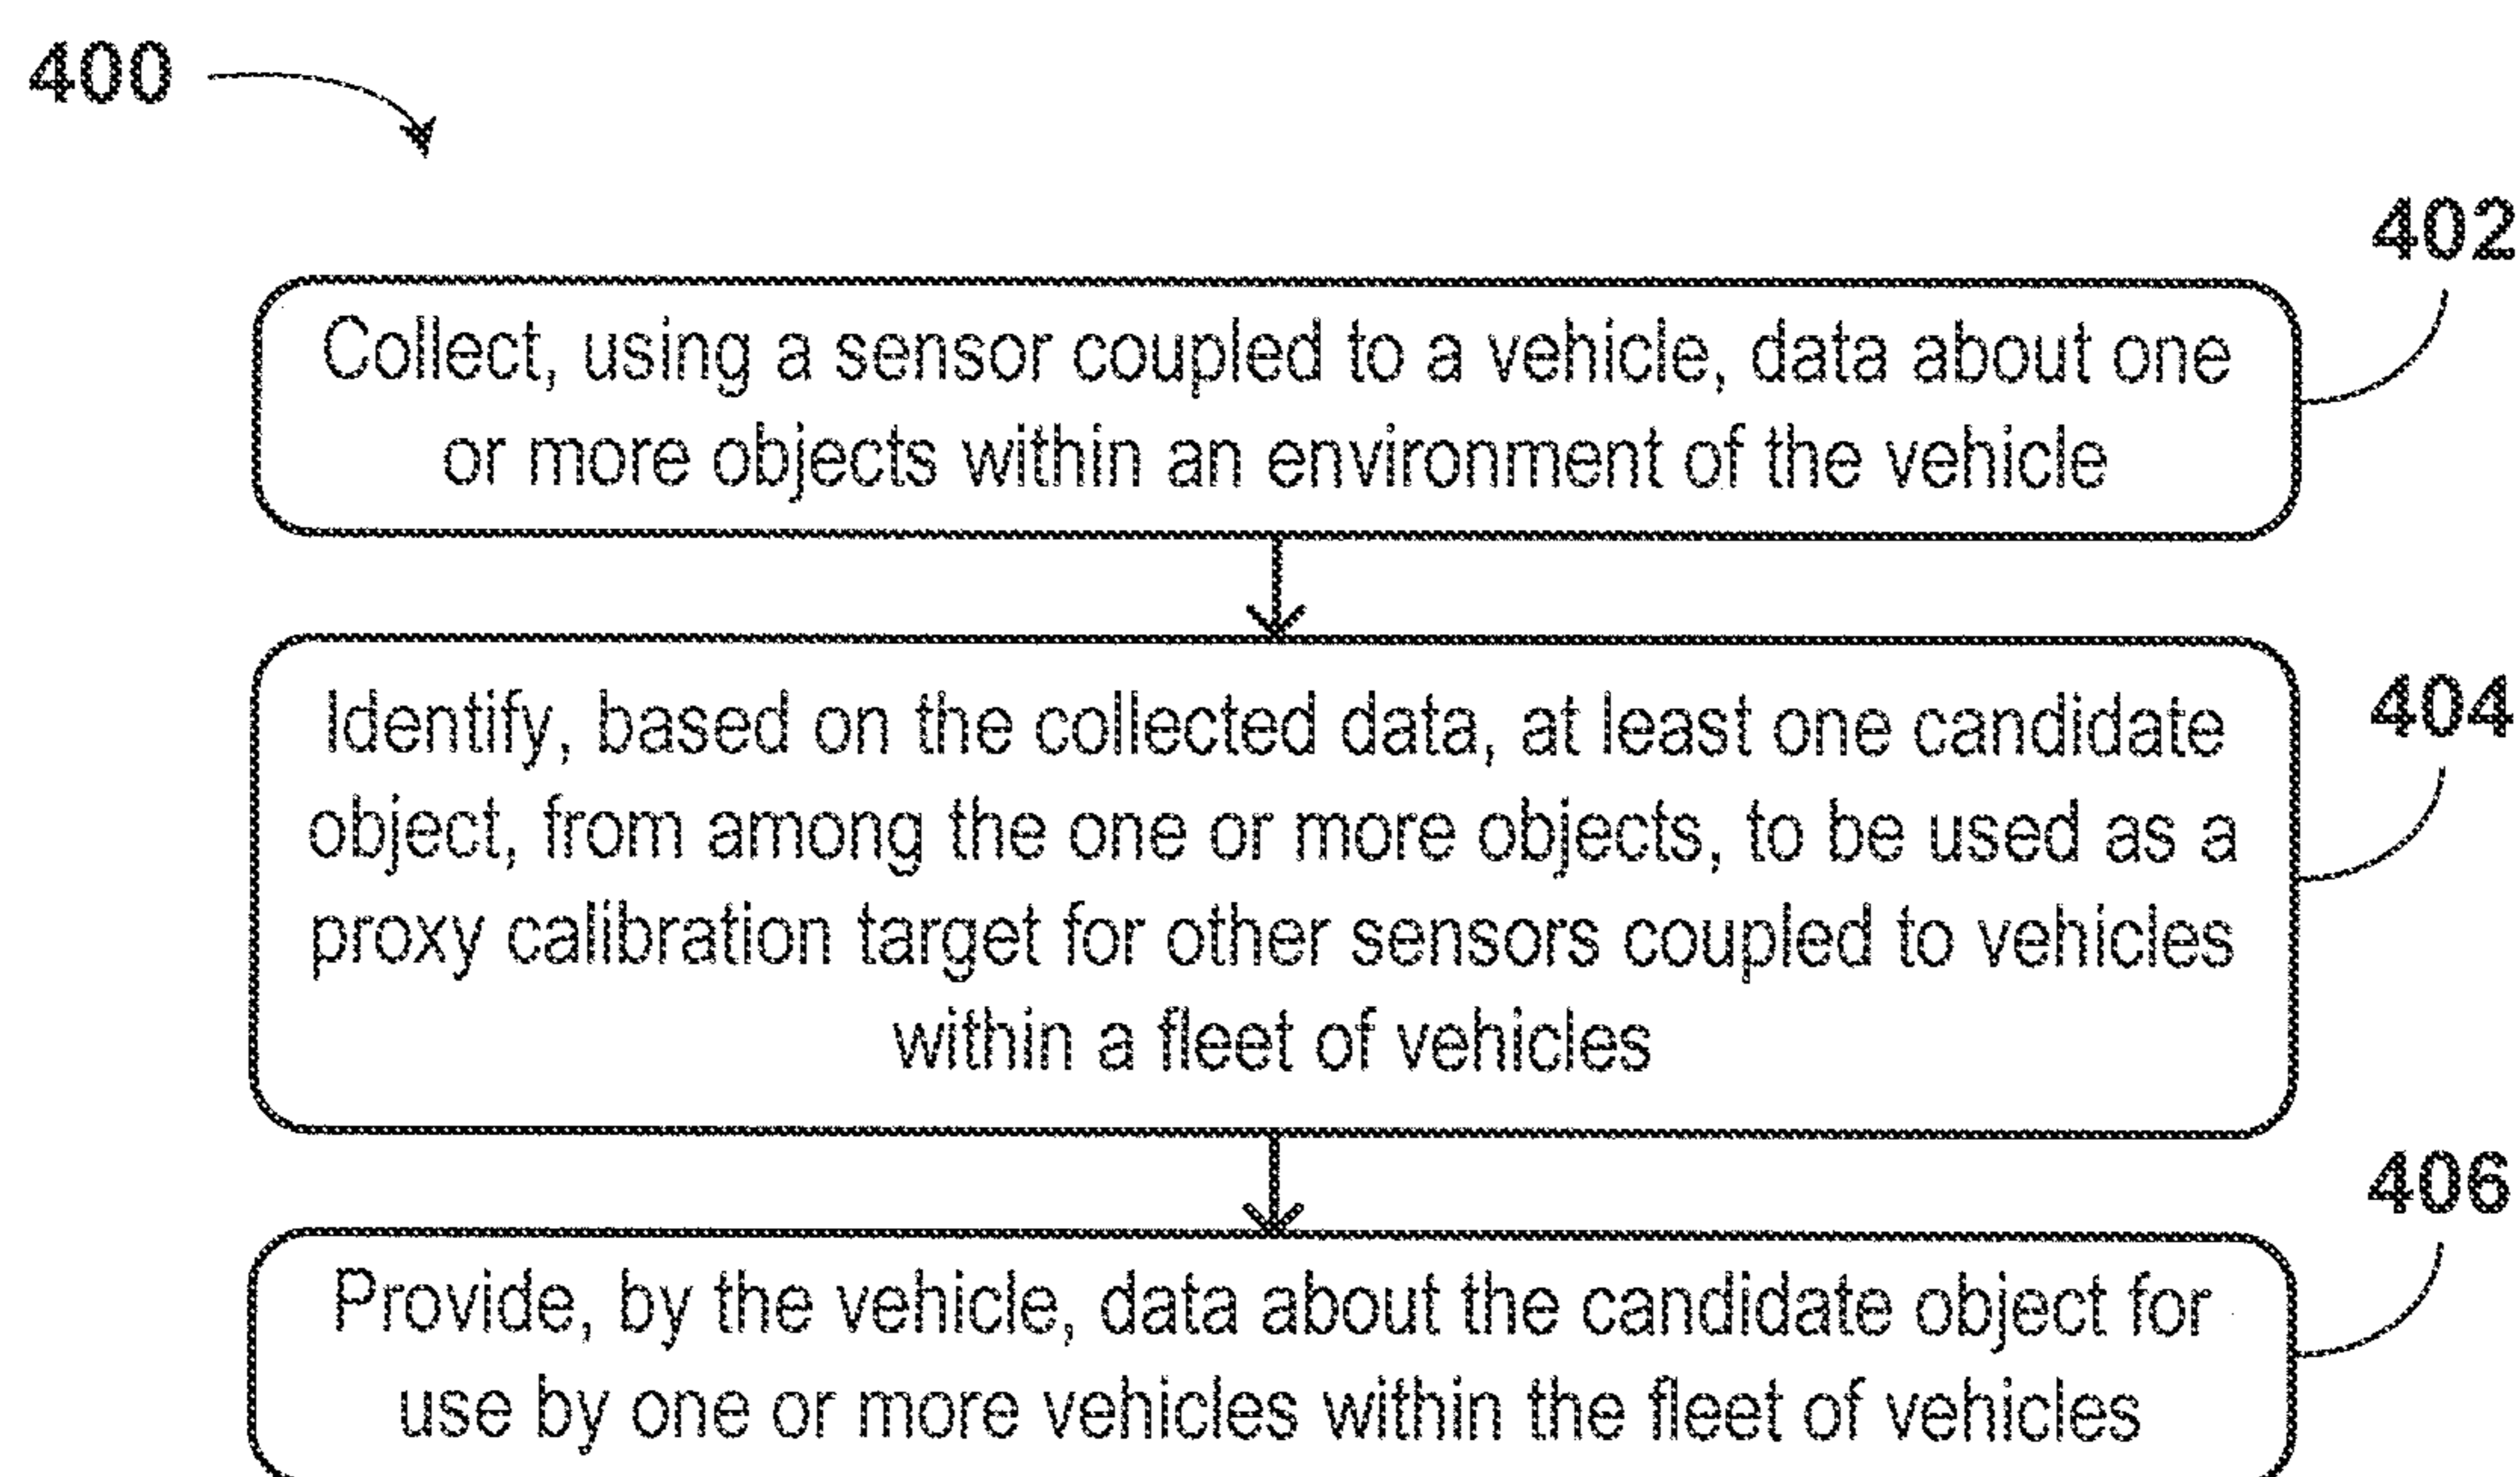 400
402
Collect, using a sensor coupled to a vehicle, data about one
or more objects within an environment of the vehicle
404
Identify, based on the collected data, at least one candidate
object, from among the one or more objects, to be used as a
proxy calibration target for other sensors coupled to vehicles
within a fleet of vehicles
406
Provide, by the vehicle, data about the candidate object for
use by one or more vehicles within the fleet of vehicles